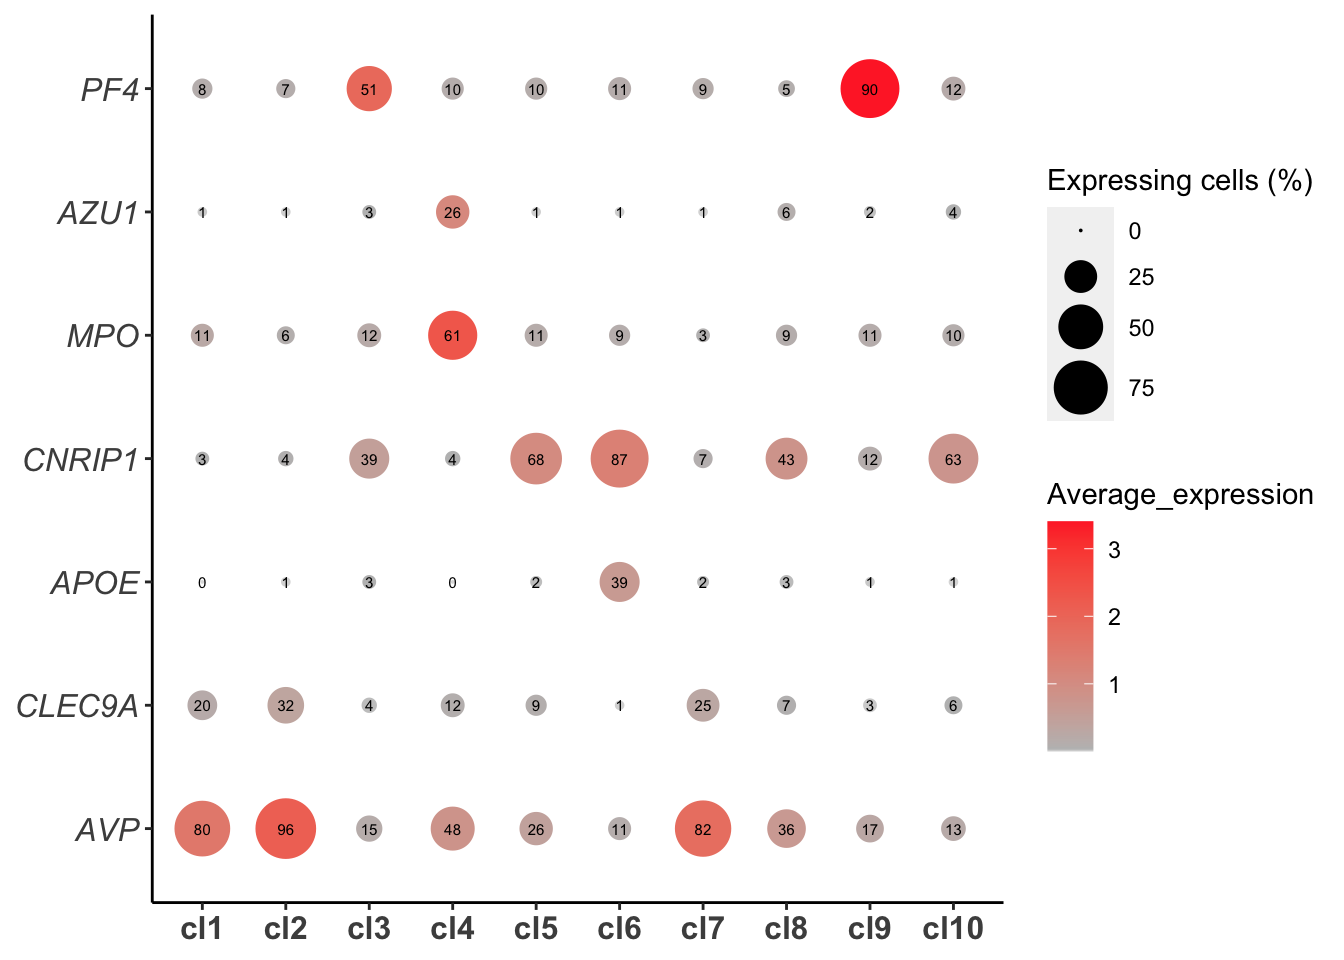 PF4 8 7 51 10 10 11 9 5 90 12
AZU1 1 1 3 26 1 1 1 6 2 4
MPO 11 6 12 61 11 9 3 9 11 10
CNRIP1 3 4 39 4 68 87 7 43 12 63
APOE 0 1 3 0 2 39 2 3 1 1
CLEC9A 20 32 4 12 9 1 25 7 3 6
AVP 80 96 15 48 26 11 82 36 17 13
cl1 cl2 cl3 cl4 cl5 cl6 cl7 cl8 cl9 cl10
Expressing cells (%)
0
25
50
75
Average_expression
3
2
1